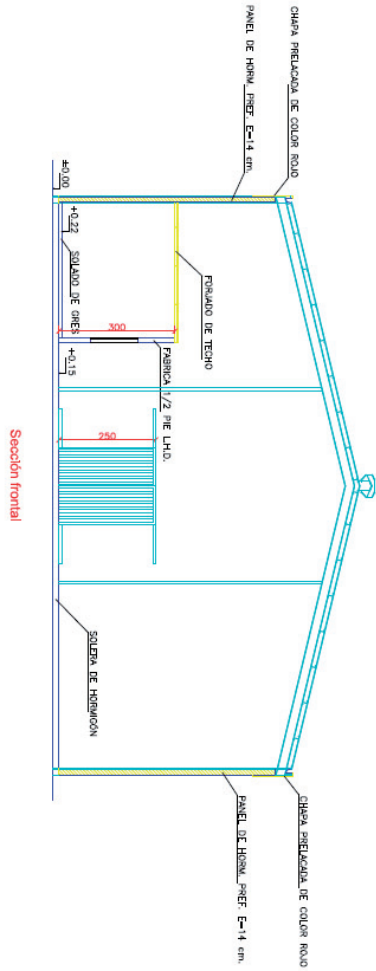 CHAPA PRELACADA DE COLOR ROJO
PANEL DE HORM. PREF. E=14 cm.
±0.00
+0.22
SOLADO DE GRES
300
FORJADO DE TECHO
FABRICA 1/2 PIE L.H.D.
+0.15
250
SOLERA DE HORMIGÓN
CHAPA PRELACADA DE COLOR ROJO
PANEL DE HORM. PREF. E=14 cm.
Sección frontal